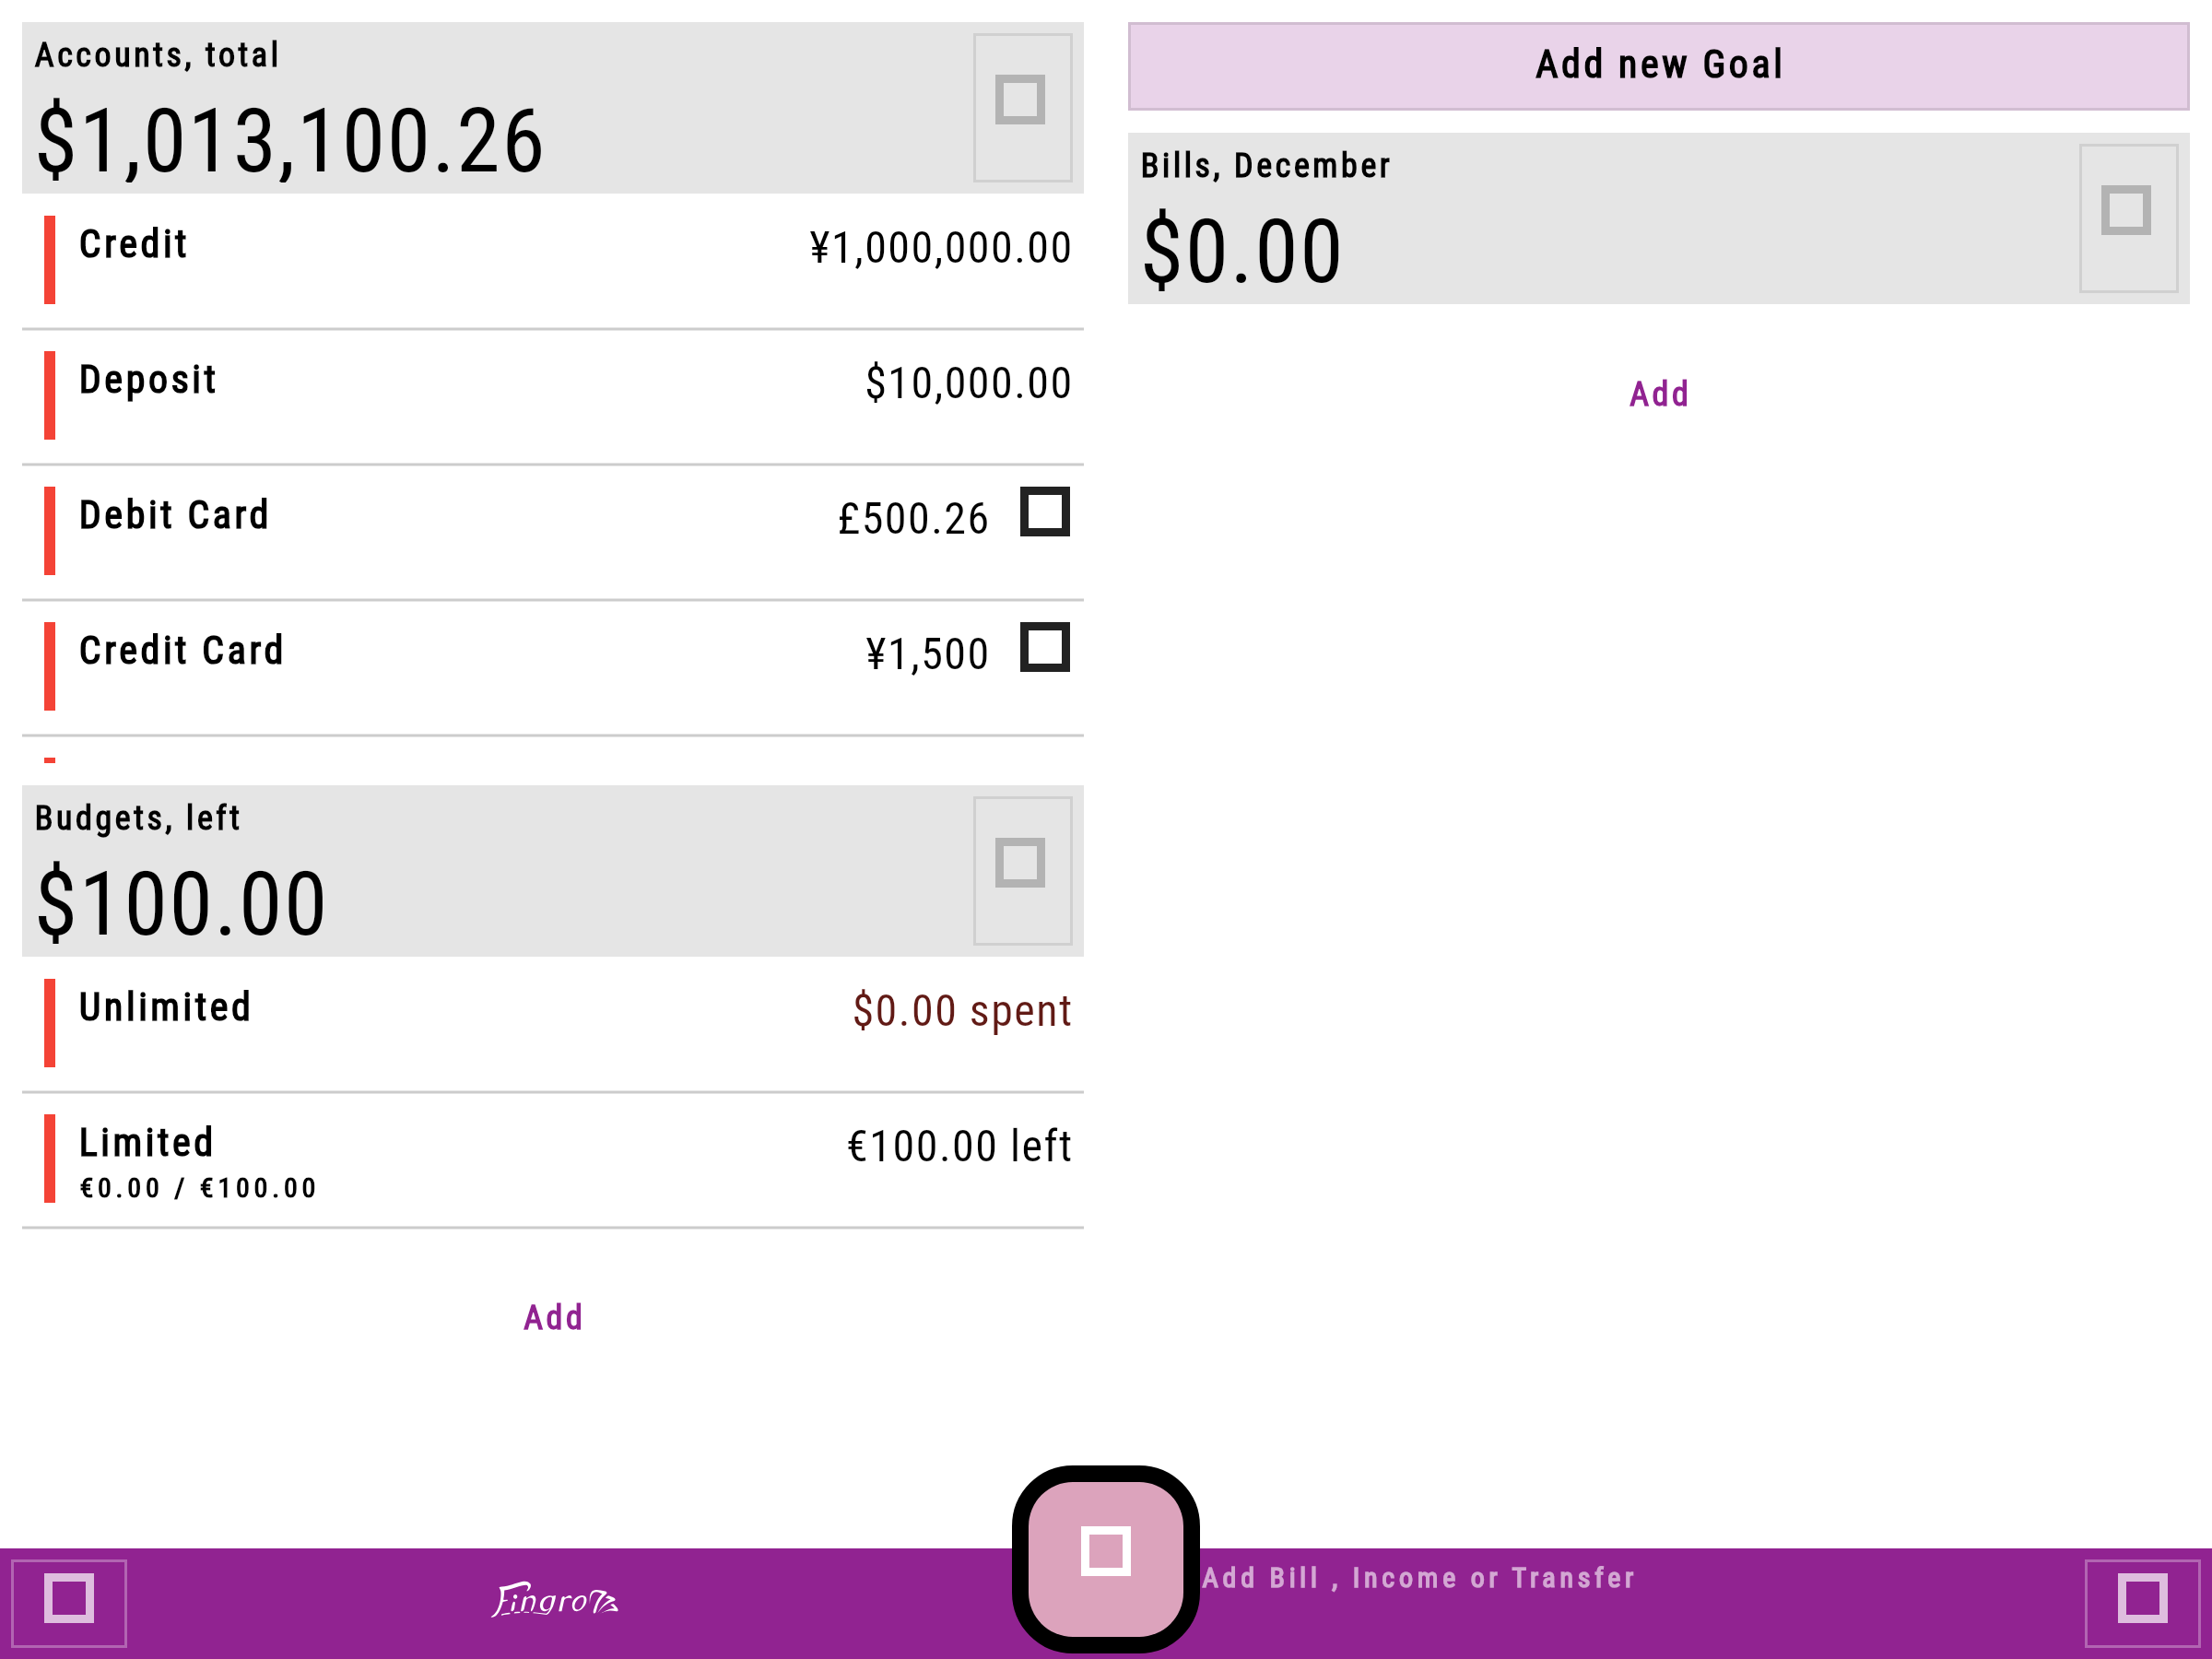 Accounts, total
$1,013,100.26
Credit
¥1,000,000.00
Deposit
$10,000.00
Debit Card
£500.26
Credit Card
¥1,500
Budgets, left
$100.00
Unlimited
$0.00 spent
Limited
€100.00 left
€0.00 / €100.00
Add
Add new Goal
Bills, December
$0.00
Add
Fingro
Add Bill , Income or Transfer